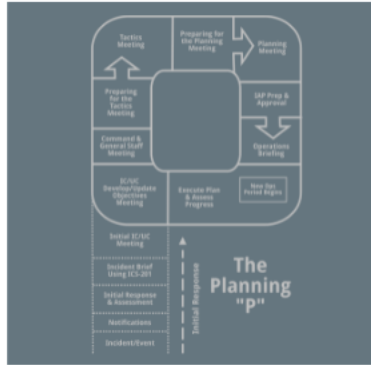 Tactics
Meeting
Preparing for
the Planning
Meeting
Planning
Meeting
Preparing
for the
Tactics
Meeting
IAP Prep &
Approval
Command &
General Staff
Meeting
Operations
Briefing
IC/UC
Develop/Update
Objectives
Meeting
Execute Plan
& Assess
Progress
New Ops
Period Begins
Initial IC/UC
Meeting
Incident Brief
Using ICS-201
Initial Response
& Assessment
Notifications
Incident/Event
Initial Response
The
Planning
"P"